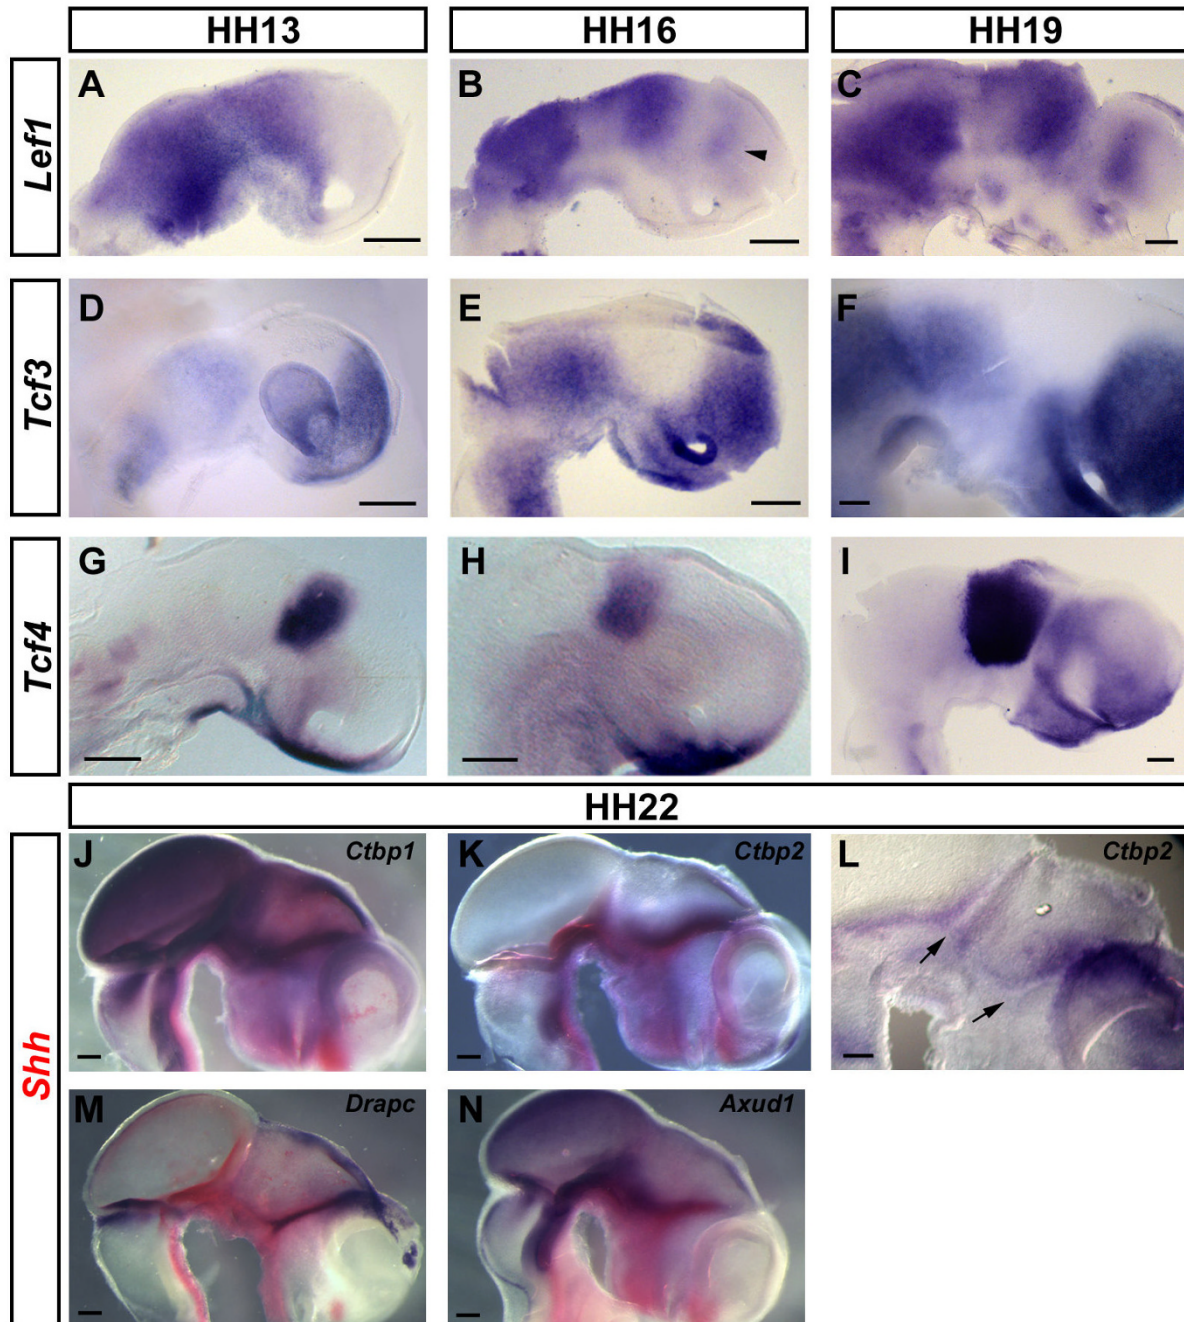 HH13 HH16 HH19
Lef1
A B C
Tcf3
D E F
Tcf4
G H I
HH22
Shh
J Ctbp1 K Ctbp2 L Ctbp2
M Drapc N Axud1